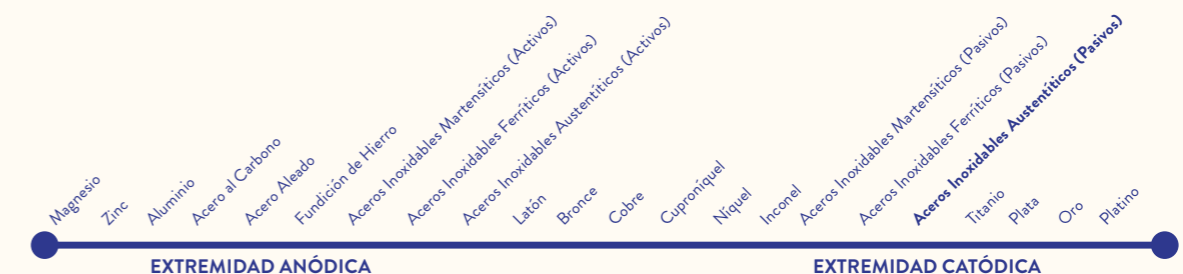 Magnesio
Zinc
Aluminio
Acero al Carbono
Acero Aleado
Fundición de Hierro
Aceros Inoxidables Martensíticos (Activos)
Aceros Inoxidables Ferríticos (Activos)
Aceros Inoxidables Austentíticos (Activos)
Latón
Bronce
Cobre
Cuproníquel
Níquel
Inconel
Aceros Inoxidables Martensíticos (Pasivos)
Aceros Inoxidables Ferríticos (Pasivos)
Aceros Inoxidables Austentíticos (Pasivos)
Titanio
Plata
Oro
Platino
EXTREMIDAD ANÓDICA
EXTREMIDAD CATÓDICA